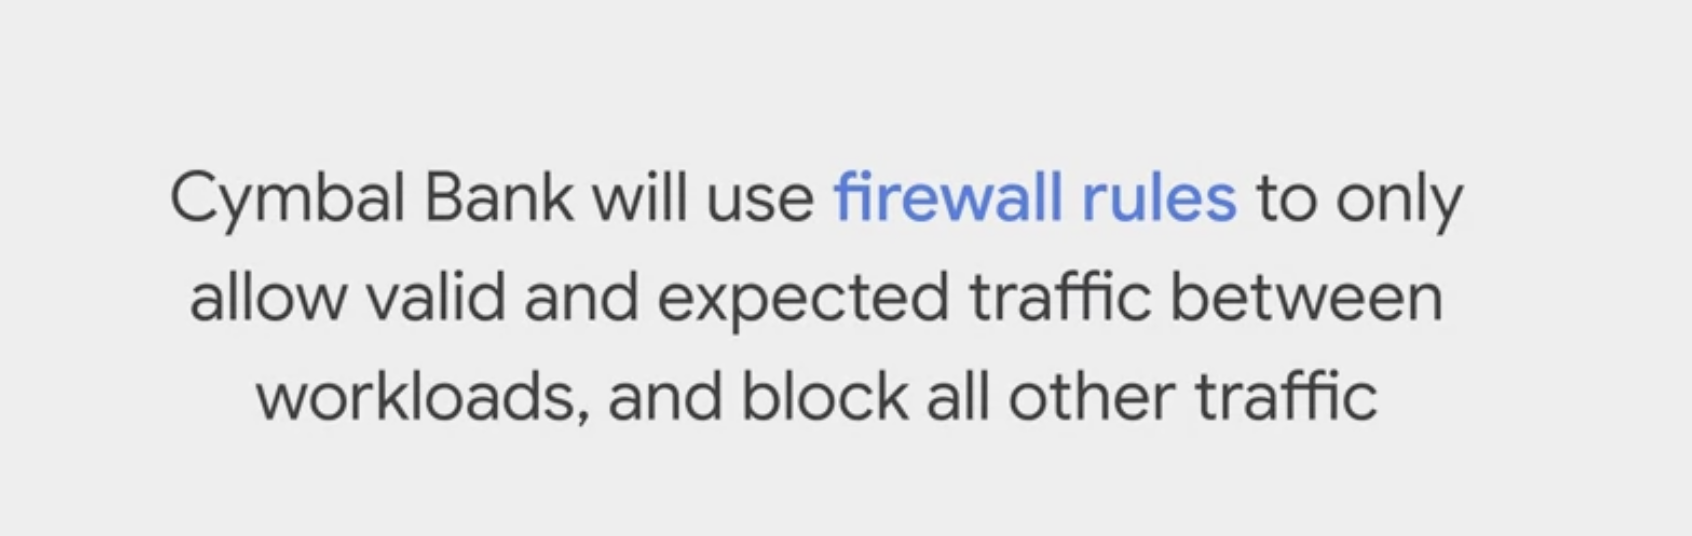 Cymbal Bank will use firewall rules to only
allow valid and expected traffic between
workloads, and block all other traffic